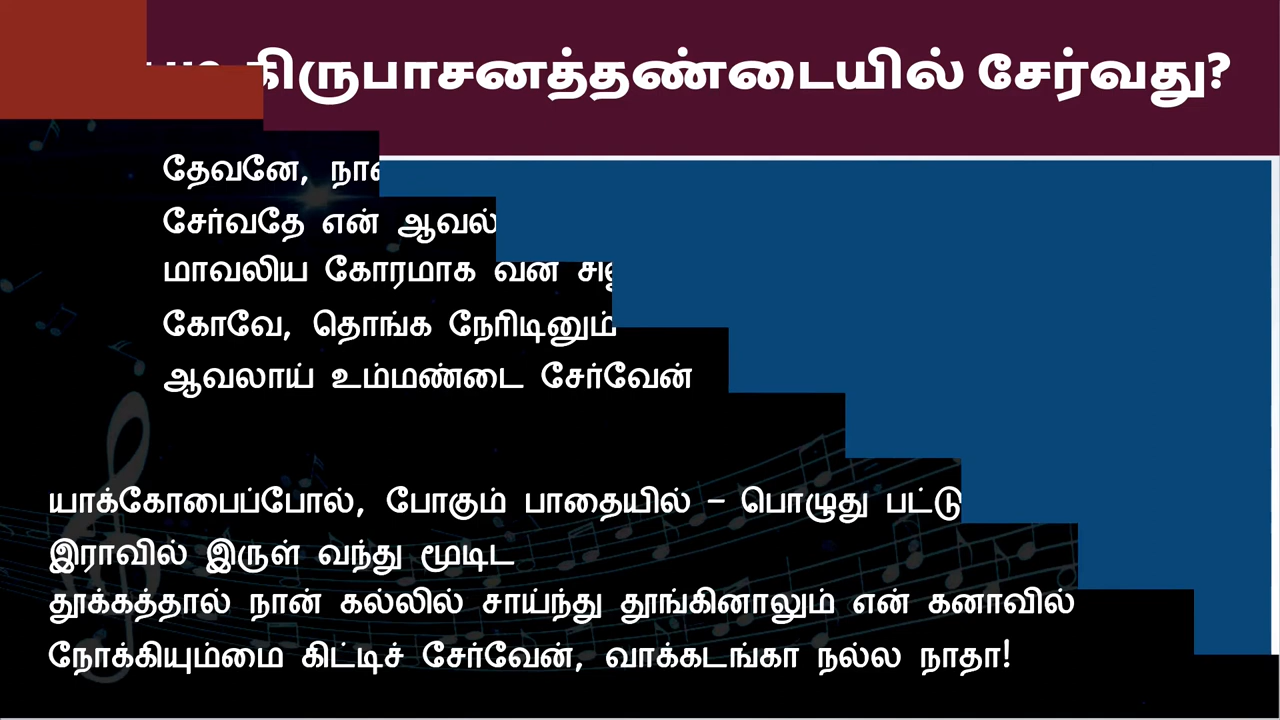 கிருபாசனத்தண்டையில் சேர்வது?
தேவனே,
சேர்வதே என் ஆவல்
மாவலிய கோரமாக வன
கோவே, தொங்க நேரிடினும்
ஆவலாய் உம்மண்டை சேர்வேன்
யாக்கோபைப்போல், போகும் பாதையில் – பொழுது பட்டு
இராவில் இருள் வந்து மூடிட
தூக்கத்தால் நான் கல்லில் சாய்ந்து தூங்கினாலும் என் கனாவில்
நோக்கியும்மை கிட்டிச் சேர்வேன், வாக்கடங்கா நல்ல நாதா!